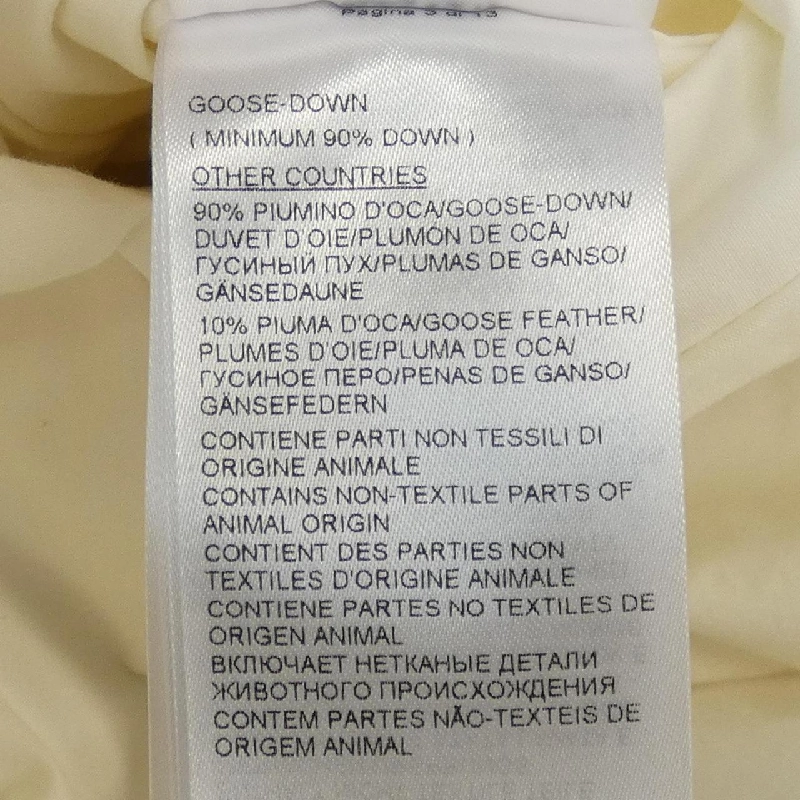 Pagina 5 di 13
GOOSE-DOWN
( MINIMUM 90% DOWN )
OTHER COUNTRIES
90% PIUMINO D'OCA/GOOSE-DOWN/
DUVET D'OIE/PLUMON DE OCA/
ГУСИНЫЙ ПУХ/PLUMAS DE GANSO/
GÄNSEDAUNE
10% PIUMA D'OCA/GOOSE FEATHER/
PLUMES D'OIE/PLUMA DE OCA/
ГУСИНОЕ ПЕРО/PENAS DE GANSO/
GÄNSEFEDERN
CONTIENE PARTI NON TESSILI DI
ORIGINE ANIMALE
CONTAINS NON-TEXTILE PARTS OF
ANIMAL ORIGIN
CONTIENT DES PARTIES NON
TEXTILES D'ORIGINE ANIMALE
CONTIENE PARTES NO TEXTILES DE
ORIGEN ANIMAL
ВКЛЮЧАЕТ НЕТКАНЫЕ ДЕТАЛИ
ЖИВОТНОГО ПРОИСХОЖДЕНИЯ
CONTEM PARTES NÃO-TEXTEIS DE
ORIGEM ANIMAL